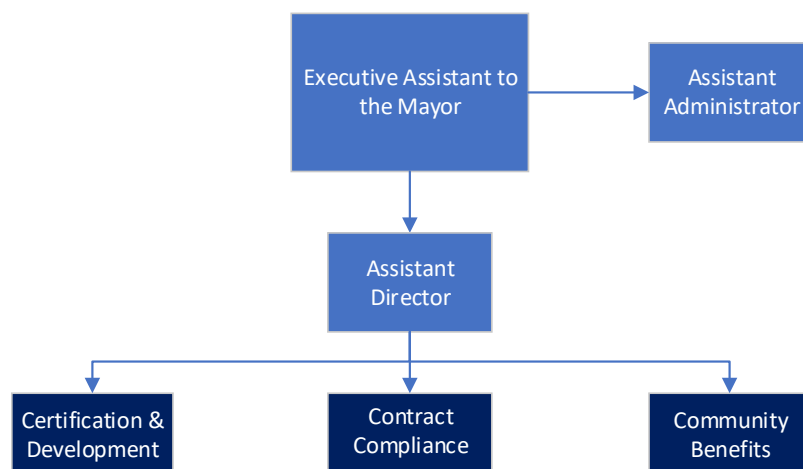 Executive Assistant to
the Mayor
Assistant
Administrator
Assistant
Director
Certification &
Development
Contract
Compliance
Community
Benefits